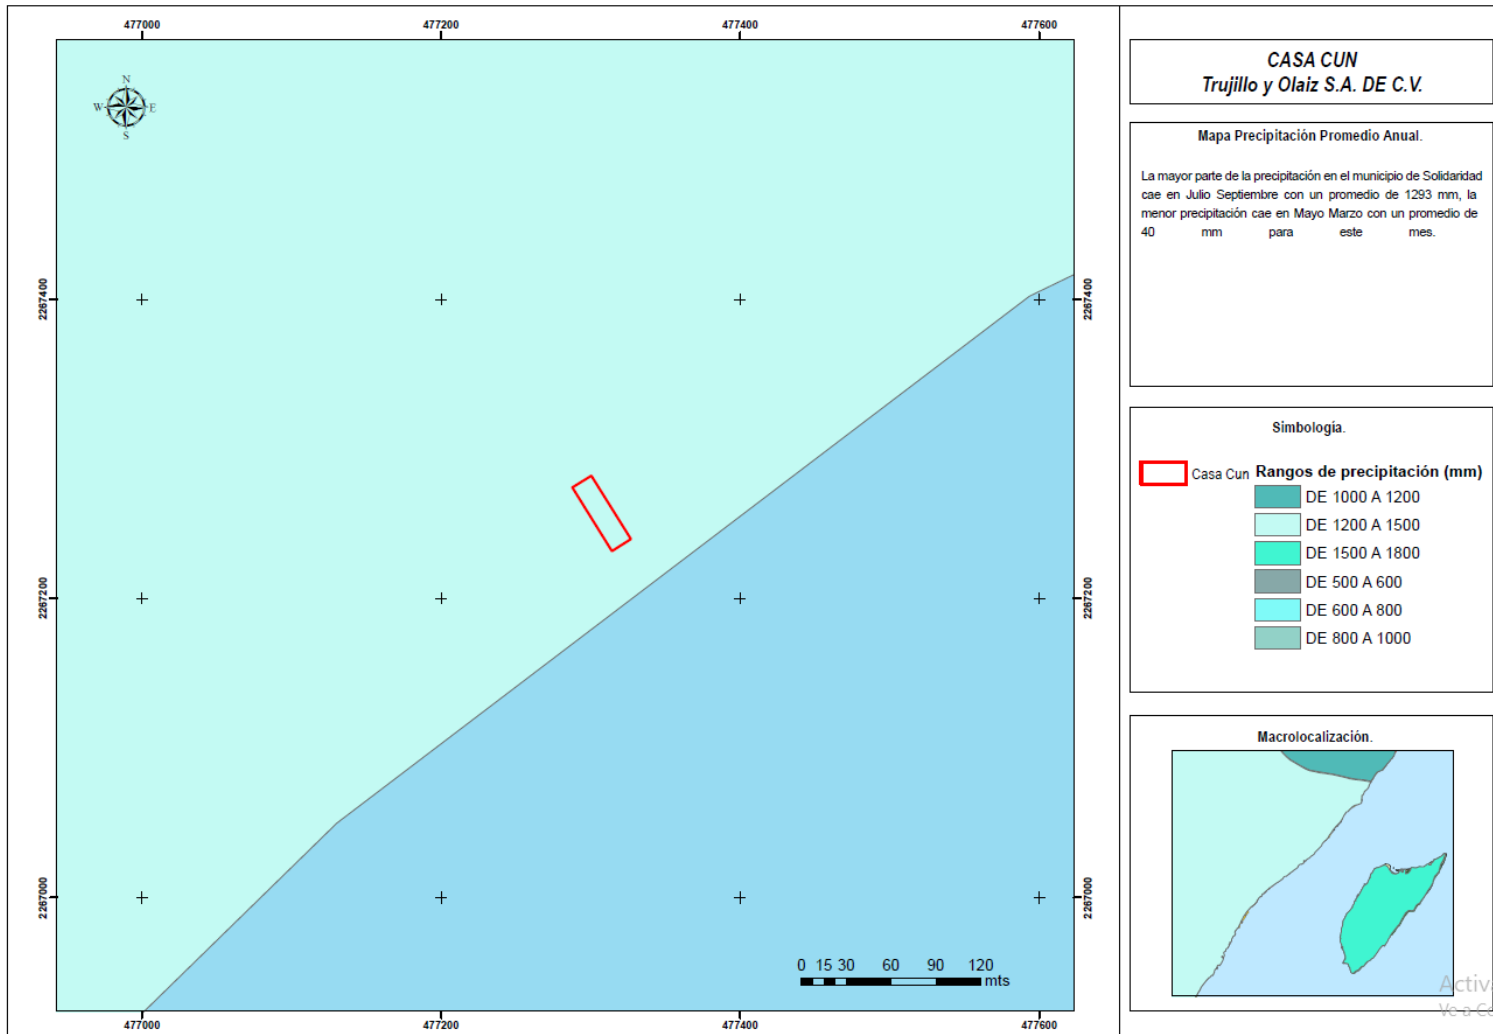 477000
477200
477400
477600
N
W
E
S
2267400
2267400
2267200
2267200
2267000
2267000
0 15 30 60 90 120
mts
477000
477200
477400
477600
CASA CUN
Trujillo y Olaiz S.A. DE C.V.
Mapa Precipitación Promedio Anual.
La mayor parte de la precipitación en el municipio de Solidaridad
cae en Julio Septiembre con un promedio de 1293 mm, la
menor precipitación cae en Mayo Marzo con un promedio de
40 mm para este mes.
Simbología.
Casa Cun
Rangos de precipitación (mm)
DE 1000 A 1200
DE 1200 A 1500
DE 1500 A 1800
DE 500 A 600
DE 600 A 800
DE 800 A 1000
Macrolocalización.
Activ
Ve a Co